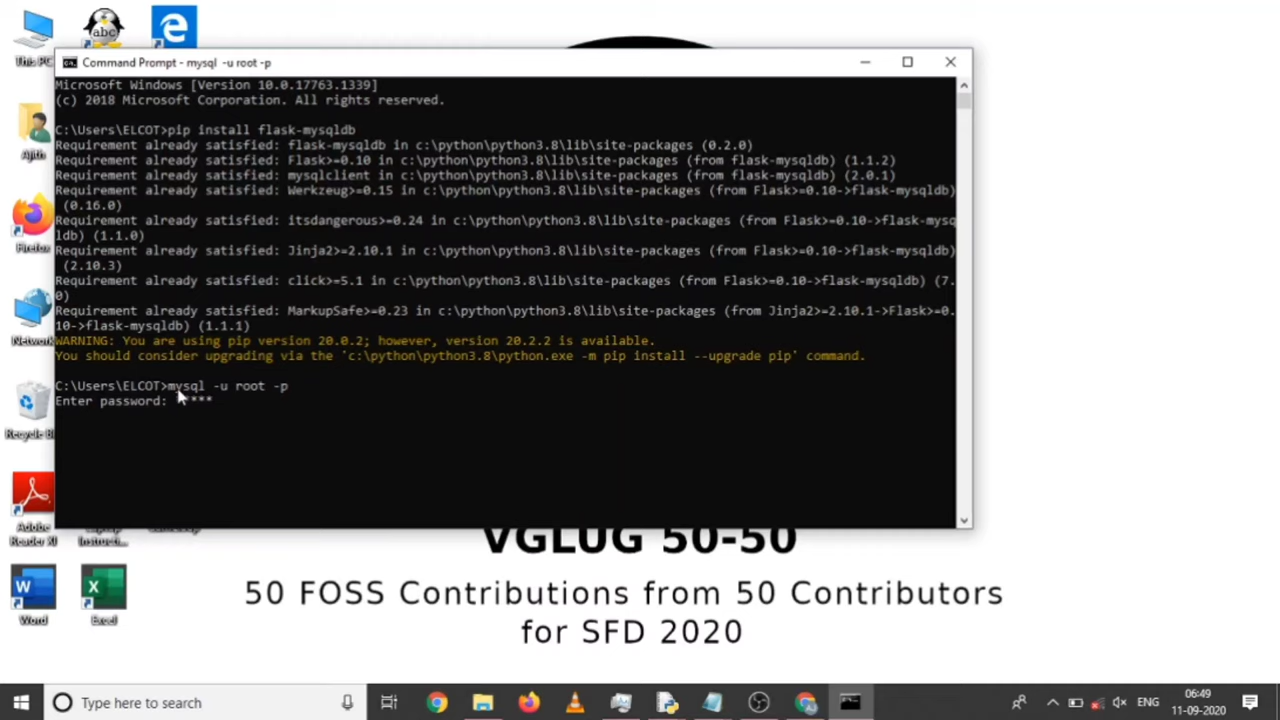 abc
This PC
Command Prompt - mysql -u root -p
Microsoft Windows [Version 10.0.17763.1339]
(c) 2018 Microsoft Corporation. All rights reserved.
C:\Users\ELCOT>pip install flask-mysqldb
Requirement already satisfied: flask-mysqldb in c:\python\python3.8\lib\site-packages (0.2.0)
Requirement already satisfied: Flask>=0.10 in c:\python\python3.8\lib\site-packages (from flask-mysqldb) (1.1.2)
Requirement already satisfied: mysqlclient in c:\python\python3.8\lib\site-packages (from flask-mysqldb) (2.0.1)
Requirement already satisfied: Werkzeug>=0.15 in c:\python\python3.8\lib\site-packages (from Flask>=0.10->flask-mysqldb)
(0.16.0)
Requirement already satisfied: itsdangerous>=0.24 in c:\python\python3.8\lib\site-packages (from Flask>=0.10->flask-mysq
ldb) (1.1.0)
Requirement already satisfied: Jinja2>=2.10.1 in c:\python\python3.8\lib\site-packages (from Flask>=0.10->flask-mysqldb)
(2.10.3)
Requirement already satisfied: click>=5.1 in c:\python\python3.8\lib\site-packages (from Flask>=0.10->flask-mysqldb) (7.
0)
Requirement already satisfied: MarkupSafe>=0.23 in c:\python\python3.8\lib\site-packages (from Jinja2>=2.10.1->Flask>=0.
10->flask-mysqldb) (1.1.1)
WARNING: You are using pip version 20.0.2; however, version 20.2.2 is available.
You should consider upgrading via the 'c:\python\python3.8\python.exe -m pip install --upgrade pip' command.
C:\Users\ELCOT>mysql -u root -p
Enter password: *****
Ajith
Firefox
Network
Recycle Bi
Adobe
Reader XI
Instructi...
Word
Excel
VGLUG 50-50
50 FOSS Contributions from 50 Contributors
for SFD 2020
Type here to search
ENG
06:49
11-09-2020